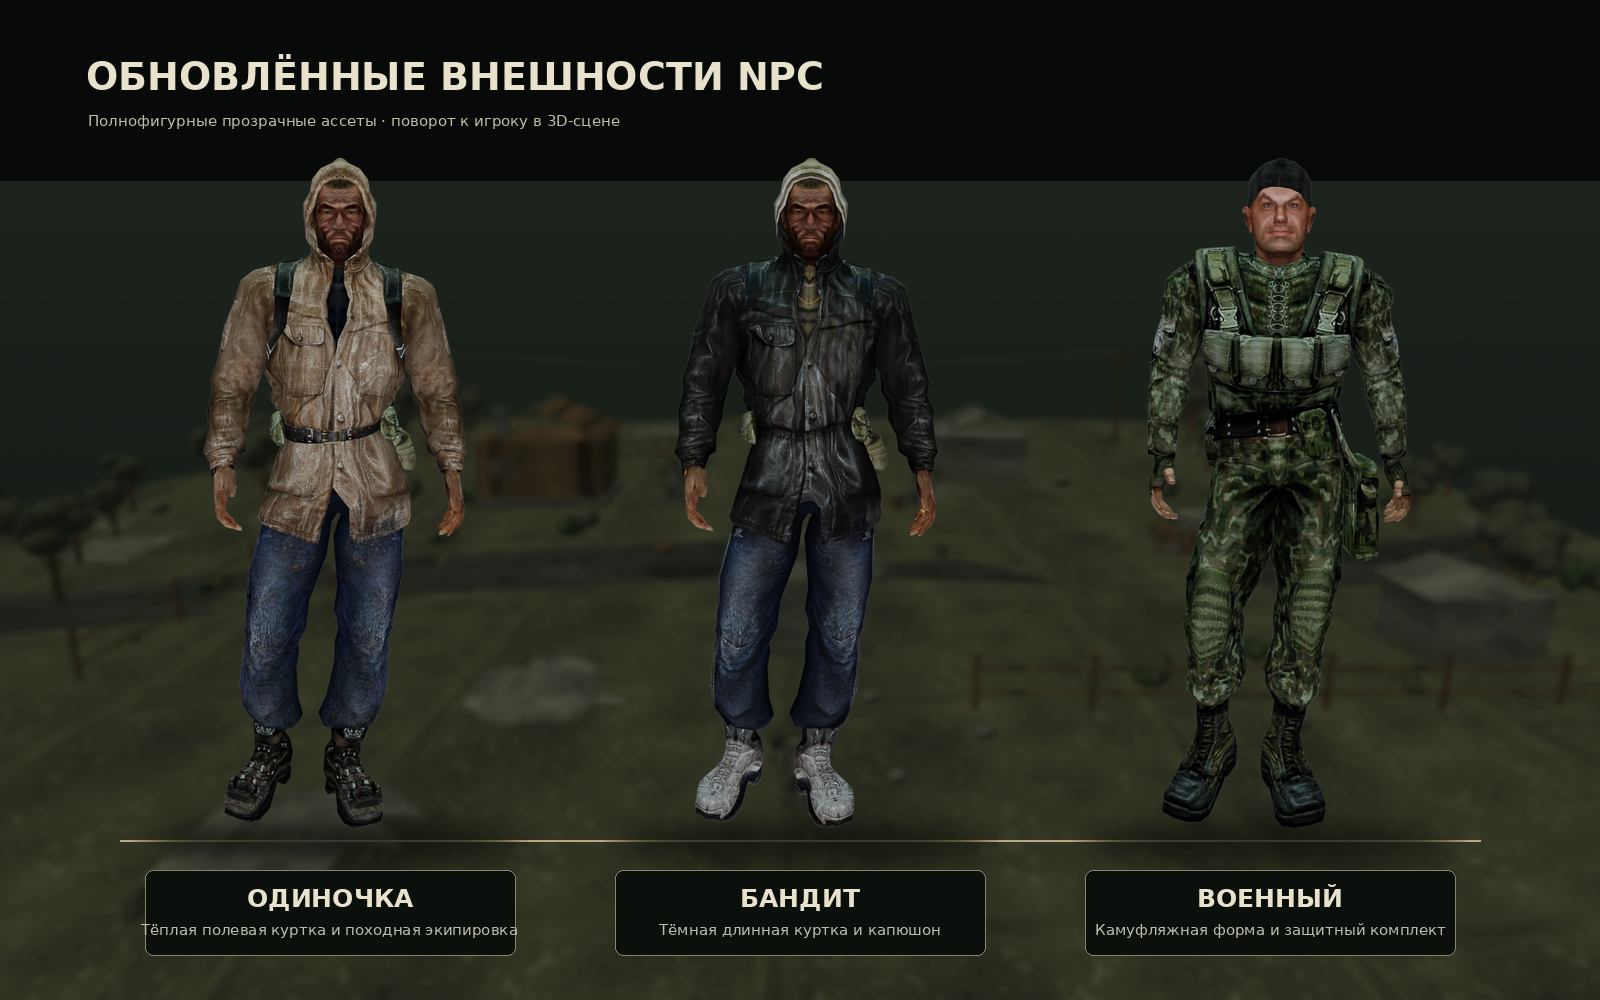 ОБНОВЛЁННЫЕ ВНЕШНОСТИ NPC
Полнофигурные прозрачные ассеты · поворот к игроку в 3D-сцене
ОДИНОЧКА
Тёплая полевая куртка и походная экипировка
БАНДИТ
Тёмная длинная куртка и капюшон
ВОЕННЫЙ
Камуфляжная форма и защитный комплект